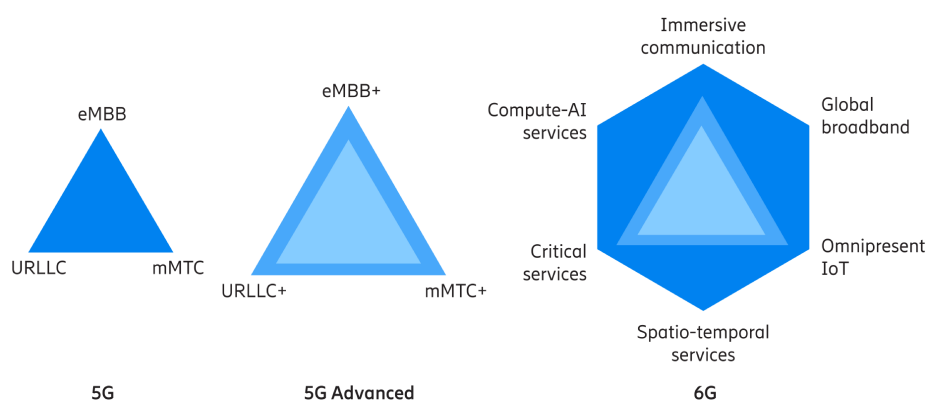 eMBB
URLLC
mMTC
5G
eMBB+
URLLC+
mMTC+
5G Advanced
Immersive
communication
Compute-AI
services
Global
broadband
Critical
services
Omnipresent
IoT
Spatio-temporal
services
6G